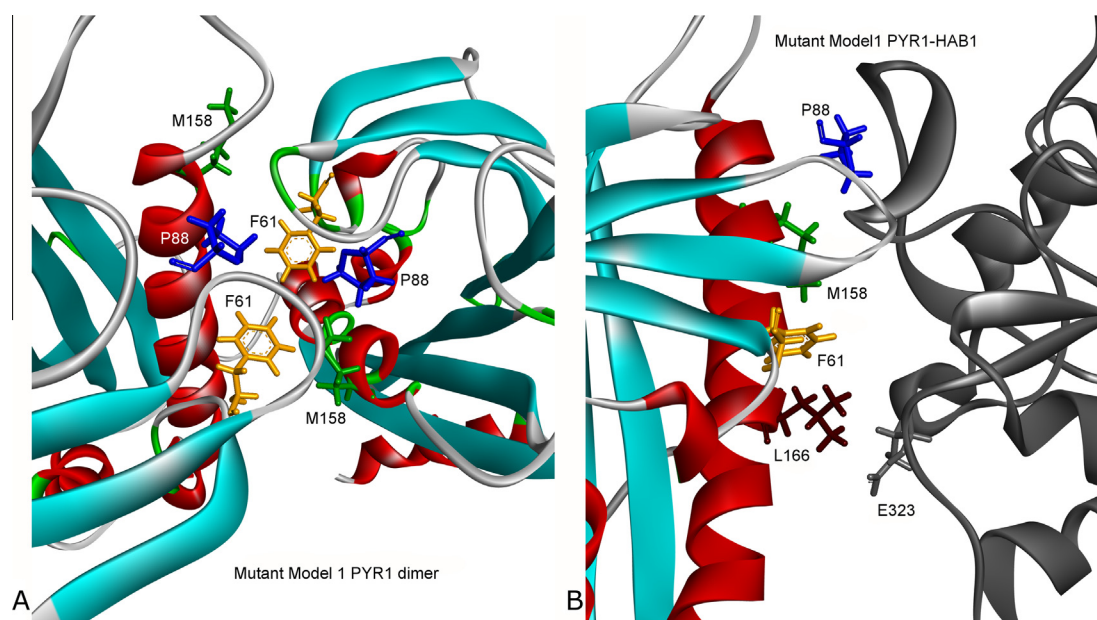 M158
P88
F61
P88
F61
M158
Mutant Model 1 PYR1 dimer
A
Mutant Model1 PYR1-HAB1
P88
M158
F61
L166
E323
B